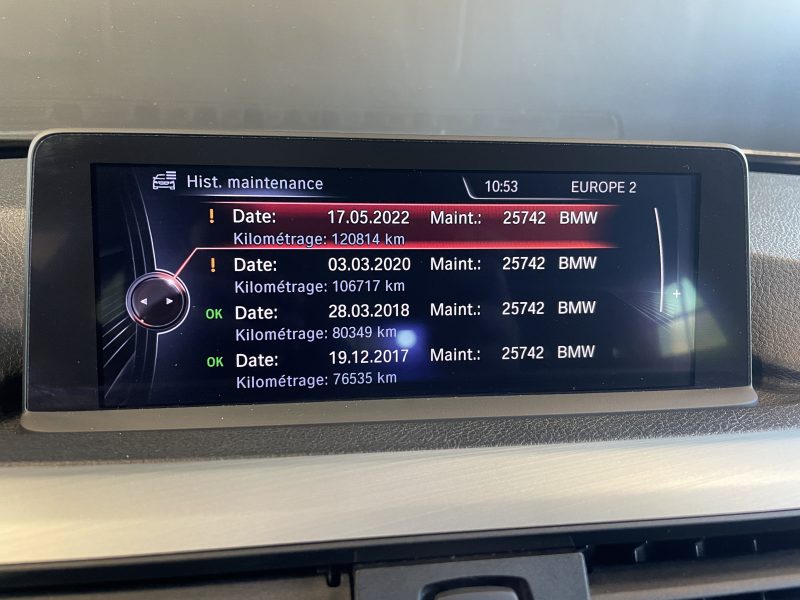 Hist. maintenance 10:53 EUROPE 2
! Date: 17.05.2022 Maint.: 25742 BMW
Kilométrage: 120814 km
! Date: 03.03.2020 Maint.: 25742 BMW
Kilométrage: 106717 km
OK Date: 28.03.2018 Maint.: 25742 BMW
Kilométrage: 80349 km
OK Date: 19.12.2017 Maint.: 25742 BMW
Kilométrage: 76535 km